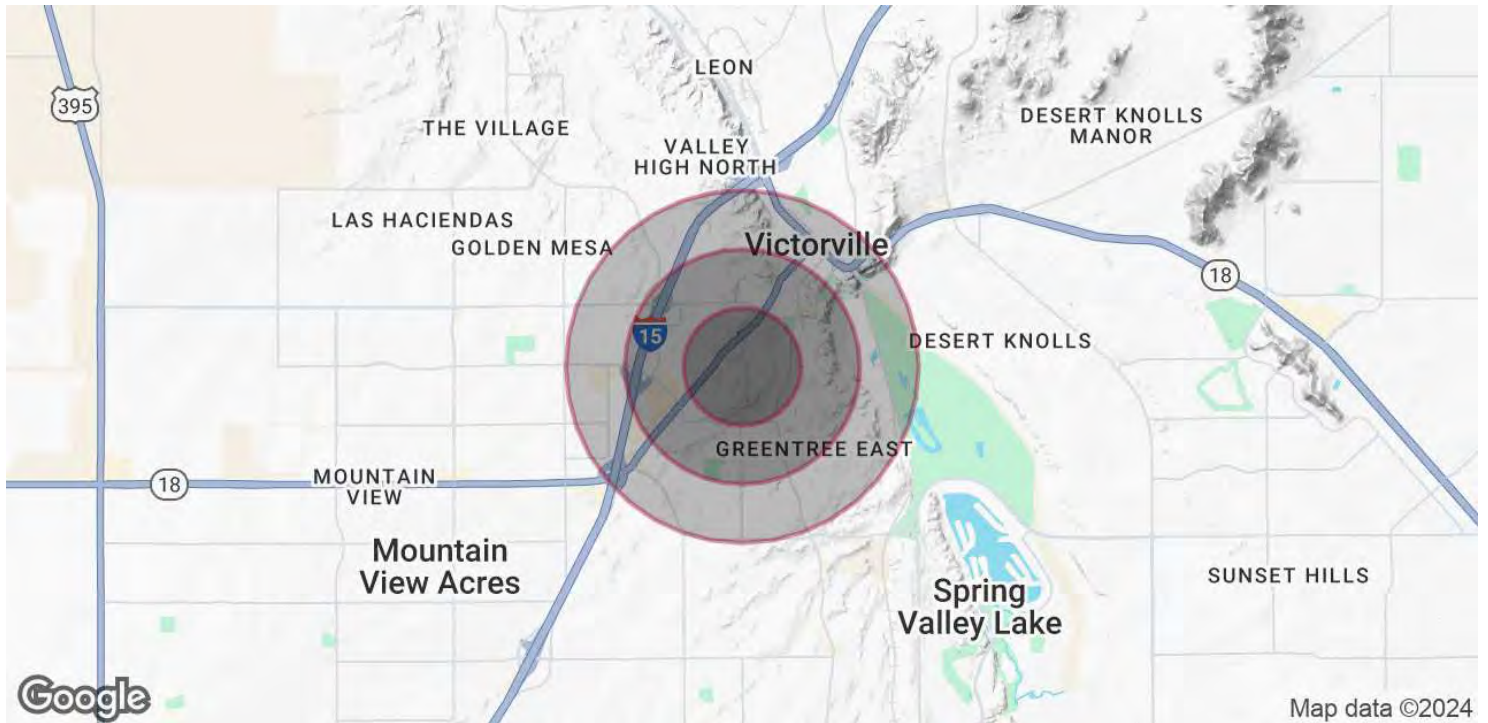 LEON
395
THE VILLAGE
DESERT KNOLLS
MANOR
VALLEY
HIGH NORTH
LAS HACIENDAS
GOLDEN MESA
Victorville
18
15
DESERT KNOLLS
GREENTREE EAST
18
MOUNTAIN
VIEW
Mountain
View Acres
Spring
Valley Lake
SUNSET HILLS
Google
Map data ©2024